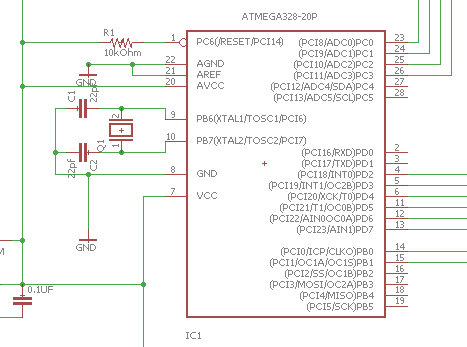 ATMEGA328-20P
R1
10kOhm
1
PC6(/RESET/PCI14)
(PCI8/ADC0)PC0
23
(PCI9/ADC1)PC1
24
GND
22
AGND
(PCI10/ADC2)PC2
25
21
AREF
(PCI11/ADC3)PC3
26
20
AVCC
(PCI12/ADC4/SDA)PC4
27
(PCI13/ADC5/SCL)PC5
28
C1
22pf
2
1
Q1
9
PB6(XTAL1/TOSC1/PCI6)
10
PB7(XTAL2/TOSC2/PCI7)
22pf
C2
(PCI16/RXD)PD0
2
(PCI17/TXD)PD1
3
8
GND
(PCI18/INT0)PD2
4
(PCI19/INT1/OC2B)PD3
5
7
VCC
(PCI20/XCK/T0)PD4
6
(PCI21/T1/OC0B)PD5
11
(PCI22/AIN0OC0A)PD6
12
(PCI23/AIN1)PD7
13
GND
M
(PCI0/ICP/CLKO)PB0
14
(PCI1/OC1A/OC1S)PB1
15
(PCI2/SS/OC1B)PB2
16
(PCI3/MOSI/OC2A)PB3
17
(PCI4/MISO)PB4
18
(PCI5/SCK)PB5
19
0.1UF
IC1